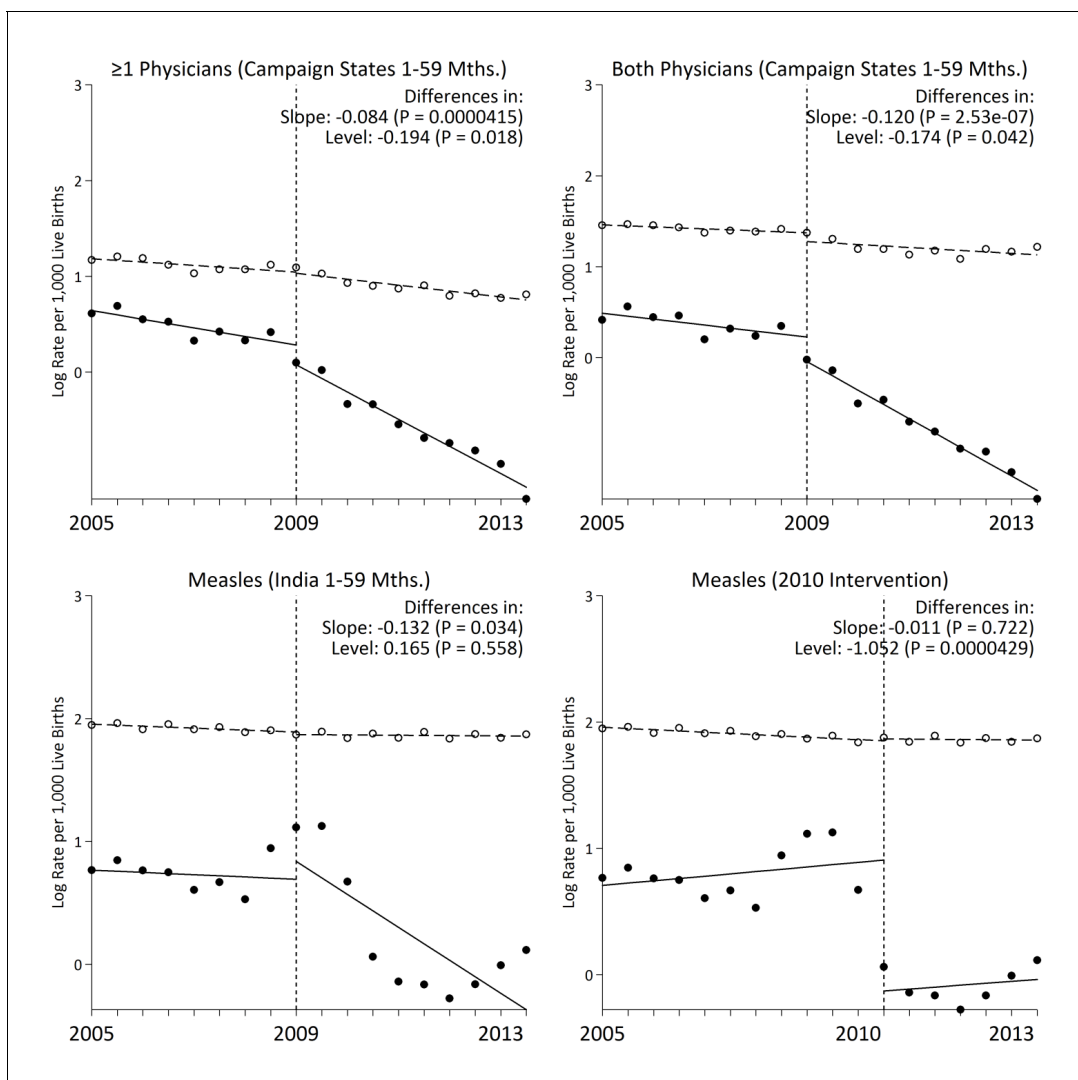 ≥1 Physicians (Campaign States 1-59 Mths.)
Differences in:
Slope: -0.084 (P = 0.0000415)
Level: -0.194 (P = 0.018)
Log Rate per 1,000 Live Births
3
2
1
0
2005
2009
2013
Both Physicians (Campaign States 1-59 Mths.)
Differences in:
Slope: -0.120 (P = 2.53e-07)
Level: -0.174 (P = 0.042)
Log Rate per 1,000 Live Births
3
2
1
0
2005
2009
2013
Measles (India 1-59 Mths.)
Differences in:
Slope: -0.132 (P = 0.034)
Level: 0.165 (P = 0.558)
Log Rate per 1,000 Live Births
3
2
1
0
2005
2009
2013
Measles (2010 Intervention)
Differences in:
Slope: -0.011 (P = 0.722)
Level: -1.052 (P = 0.0000429)
Log Rate per 1,000 Live Births
3
2
1
0
2005
2010
2013